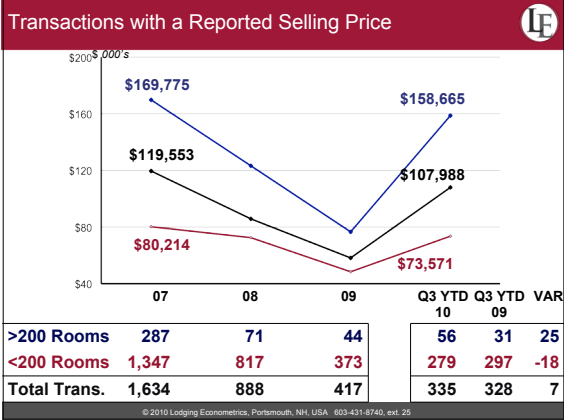 Transactions with a Reported Selling Price
LE
$ 000's
$200
$169,775
$158,665
$160
$119,553
$107,988
$120
$80
$80,214
$73,571
$40
07 08 09 Q3 YTD 10 Q3 YTD 09 VAR
>200 Rooms 287 71 44 56 31 25
<200 Rooms 1,347 817 373 279 297 -18
Total Trans. 1,634 888 417 335 328 7
© 2010 Lodging Econometrics, Portsmouth, NH, USA 603-431-8740, ext. 25